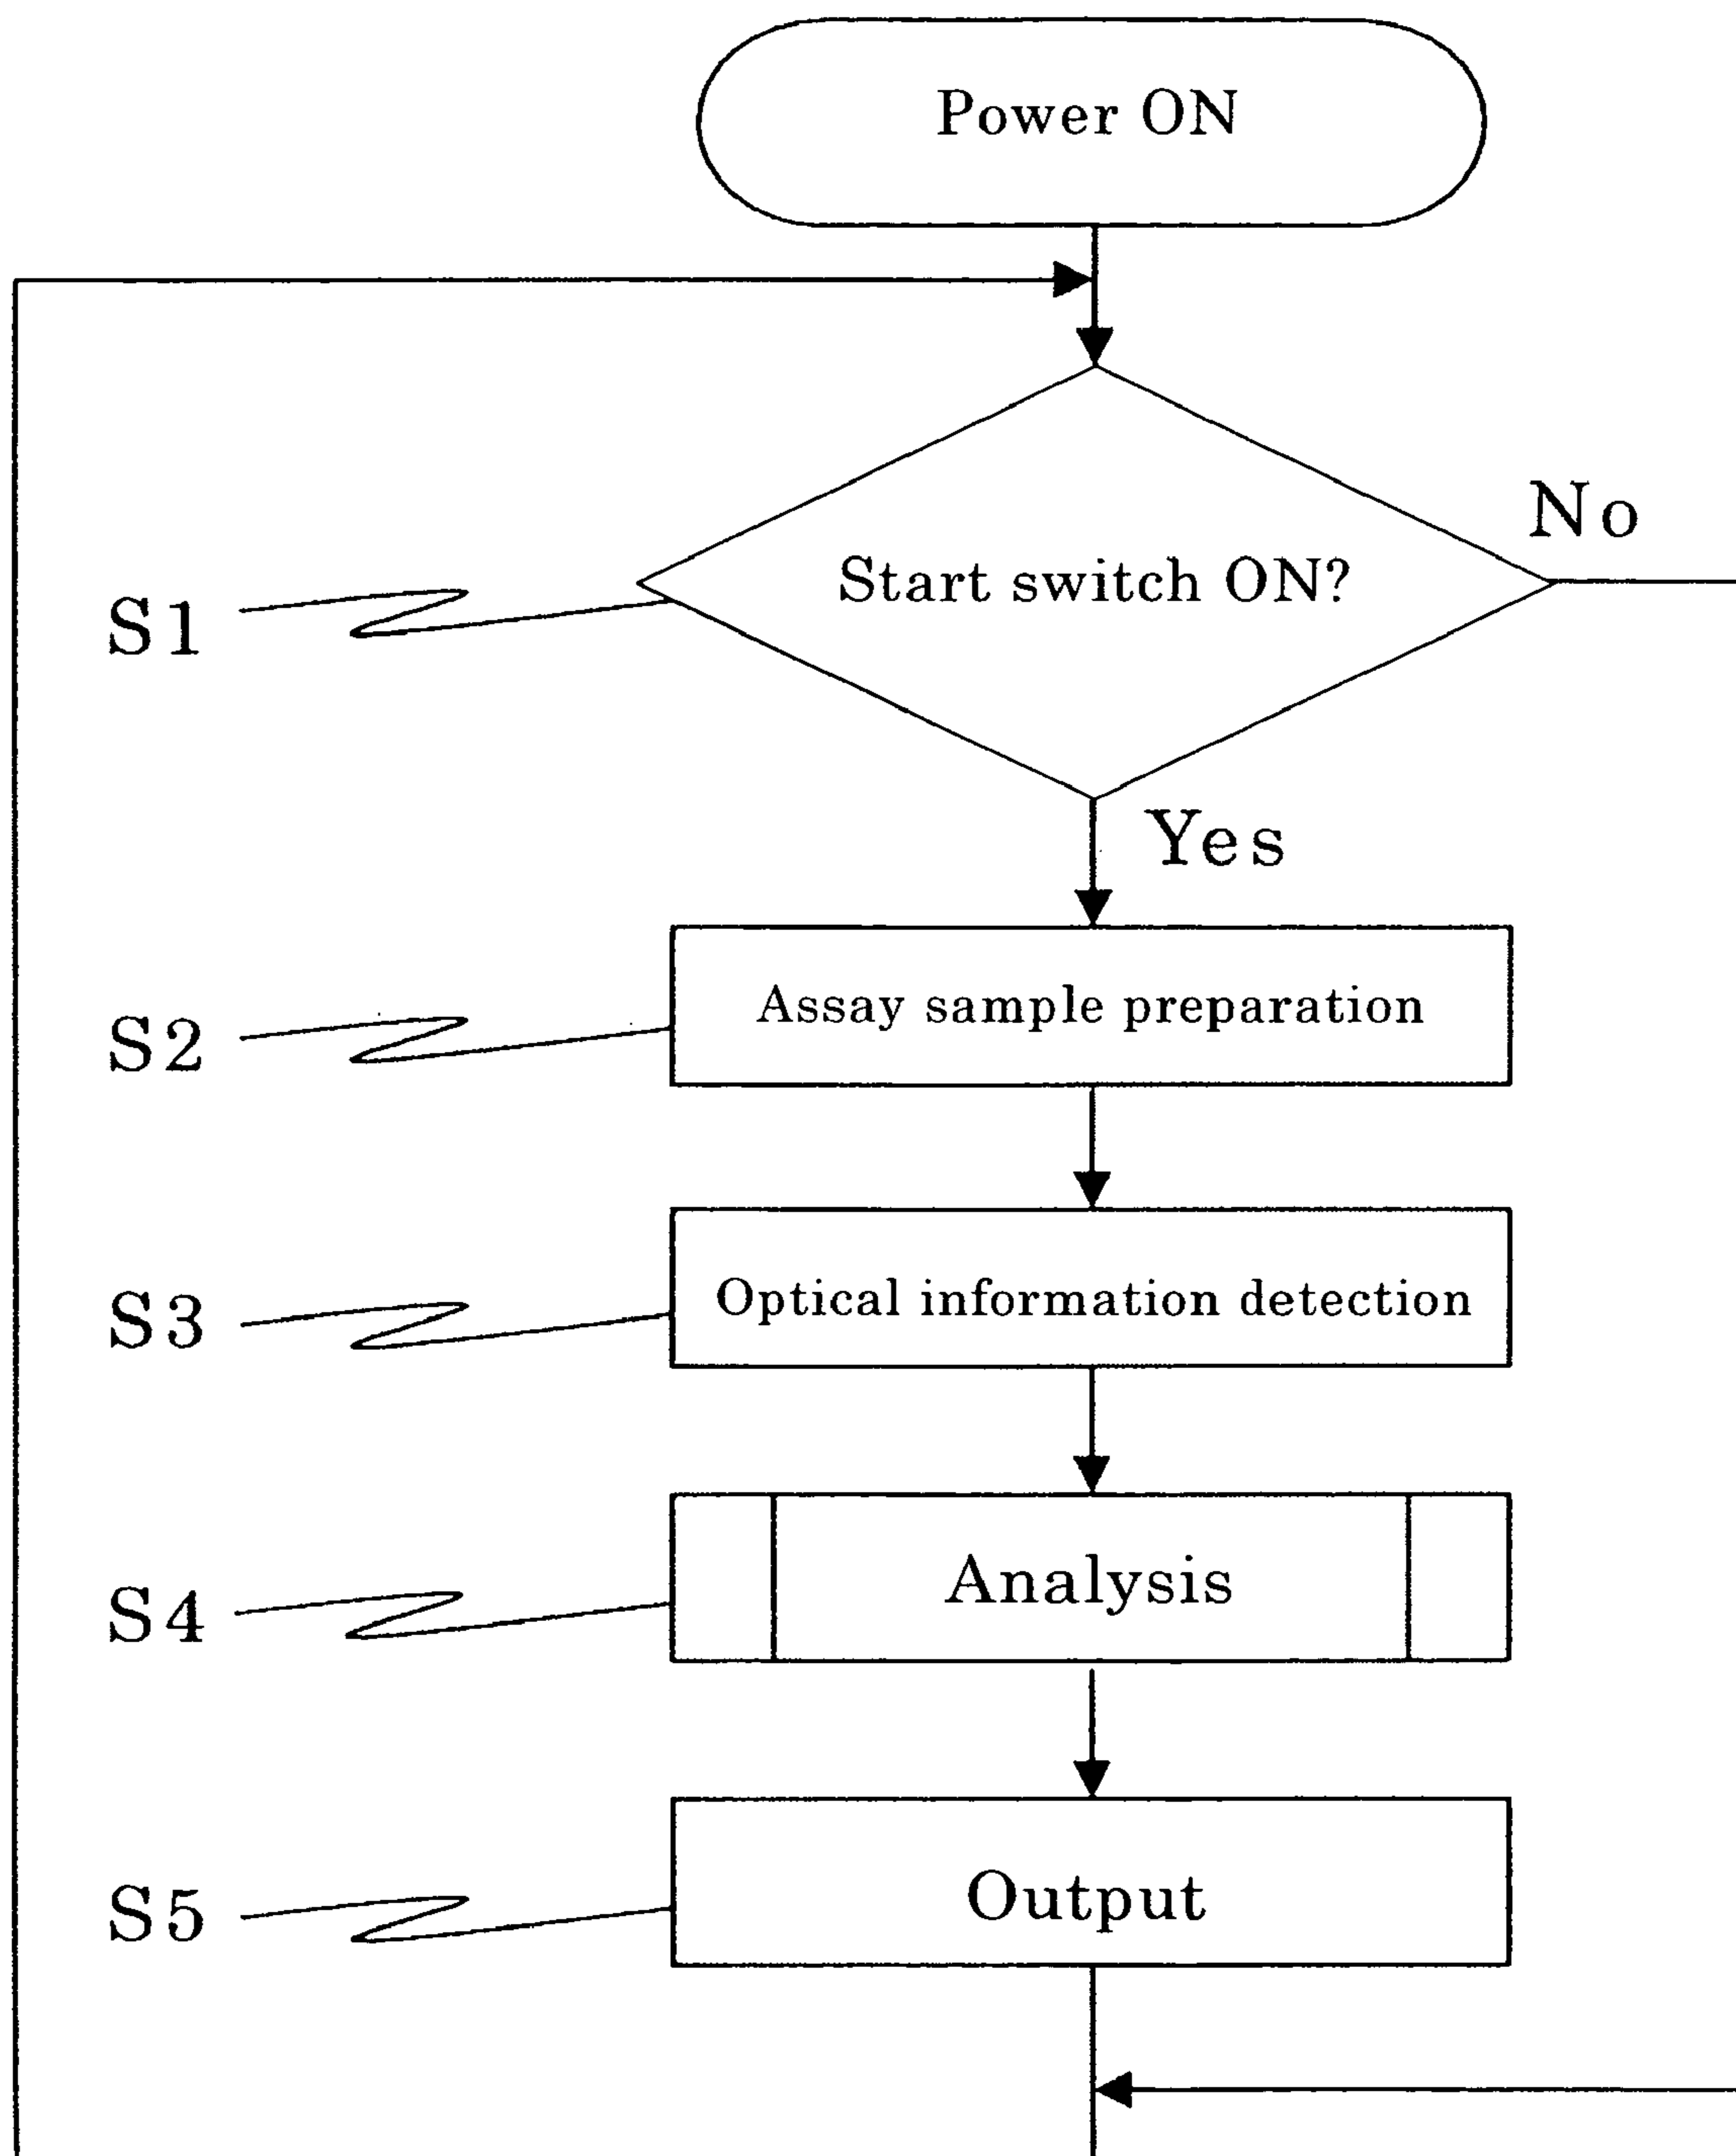 Power ON
No
Start switch ON?
S1
Yes
Assay sample preparation
S2
Optical information detection
S3
Analysis
S4
Output
S5